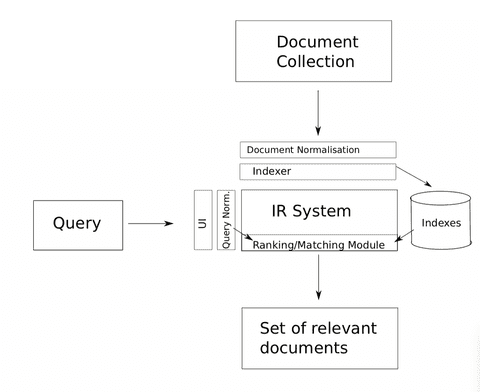 Document
Collection
Document Normalisation
Indexer
Query
UI
Query Norm.
IR System
Ranking/Matching Module
Indexes
Set of relevant
documents